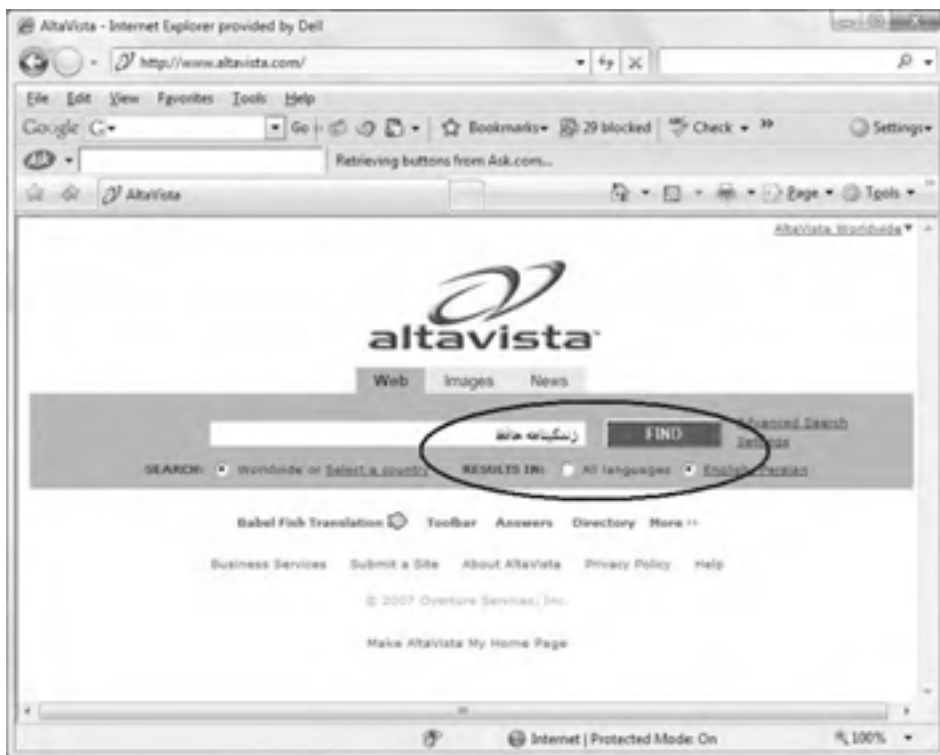 AltaVista - Internet Explorer provided by Dell
http://www.altavista.com/
File Edit View Favorites Tools Help
Google Go Bookmarks 29 blocked Check Settings
Retrieving buttons from Ask.com...
AltaVista Page Tools
AltaVista Worldwide
altavista
Web Images News
زندگینامه حافظ FIND Advanced Search
Settings
SEARCH: Worldwide or Select a country RESULTS IN: All languages English, Persian
Babel Fish Translation Toolbar Answers Directory More »
Business Services Submit a Site About AltaVista Privacy Policy Help
© 2007 Overture Services, Inc.
Make AltaVista My Home Page
Internet | Protected Mode: On 100%